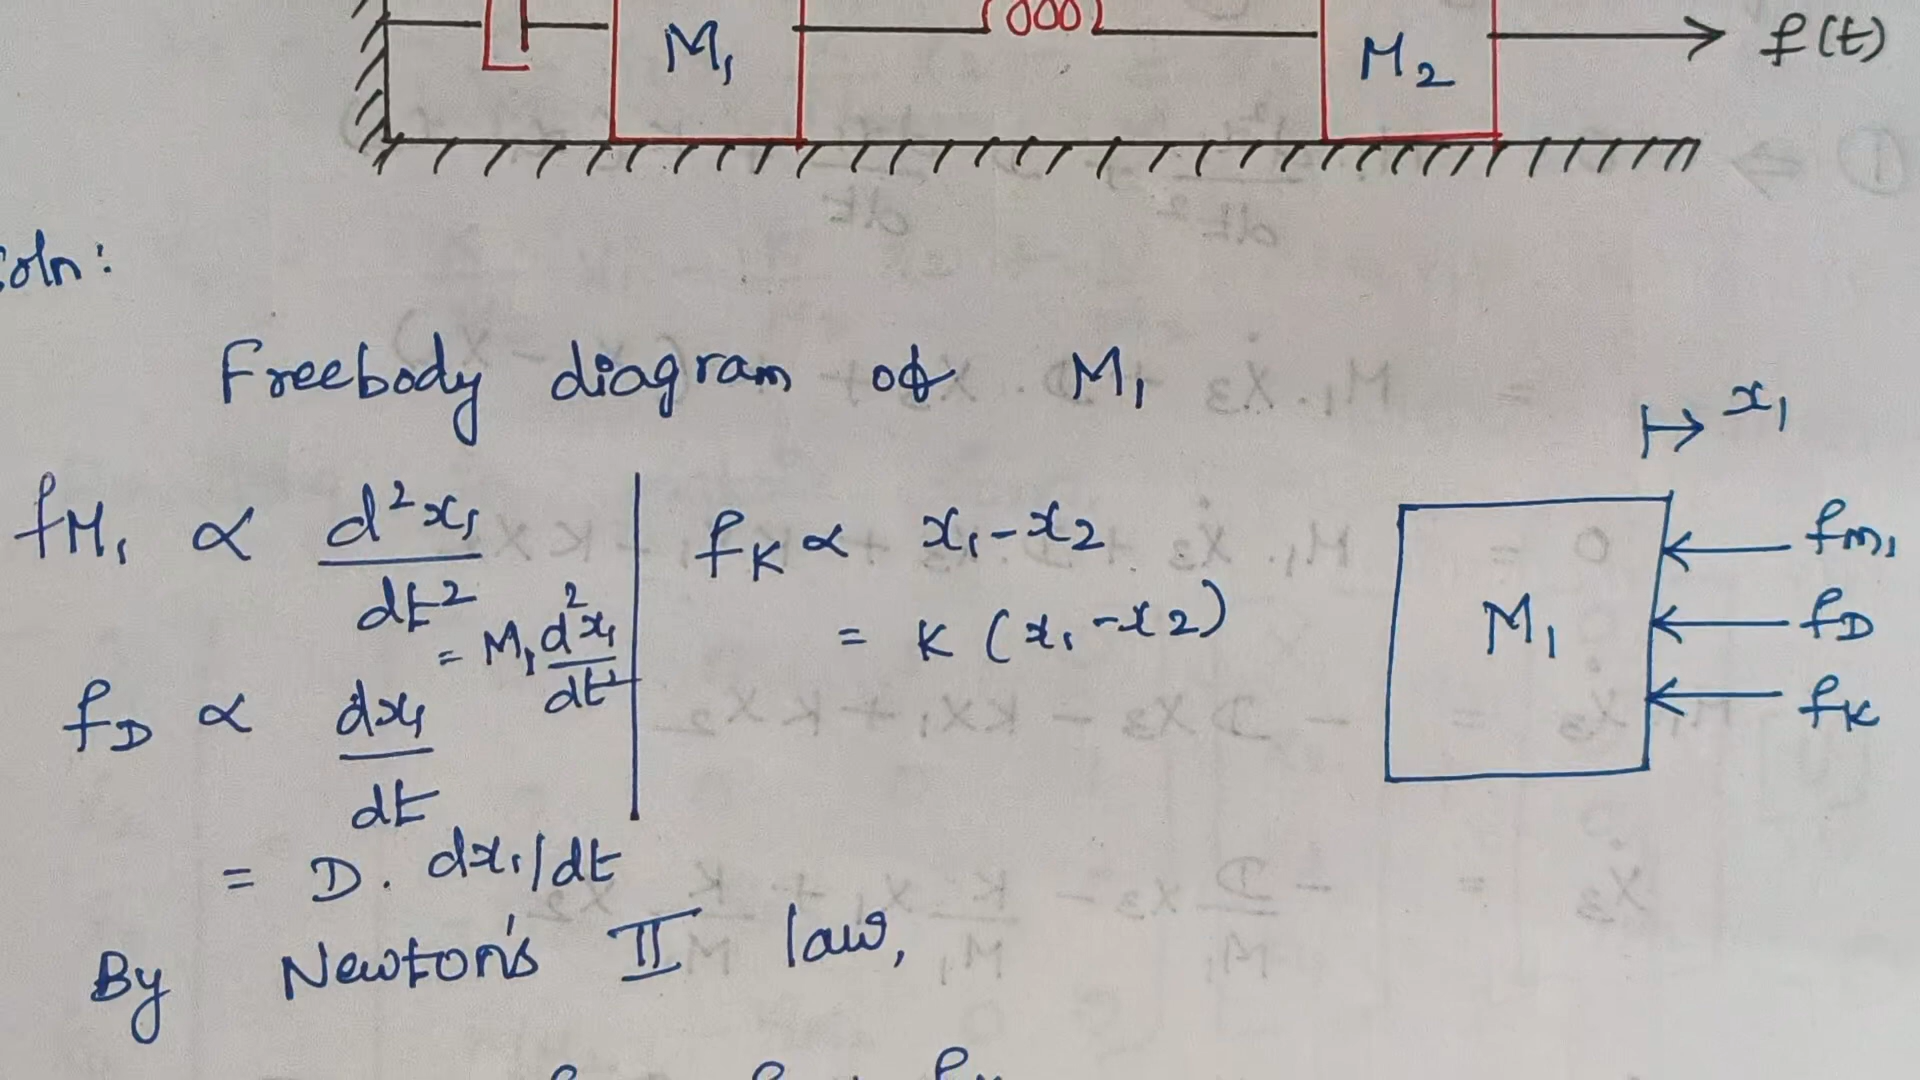 M₁ M₂ f(t)
Soln:
Freebody diagram of M₁
x₁
fM₁ ∝ d²x₁/dt² = M₁ d²x₁/dt²
fK ∝ x₁-x₂
= K (x₁-x₂)
fD ∝ dx₁/dt
= D. dx₁/dt
M₁
fM₁
fD
fK
By Newton's II law,